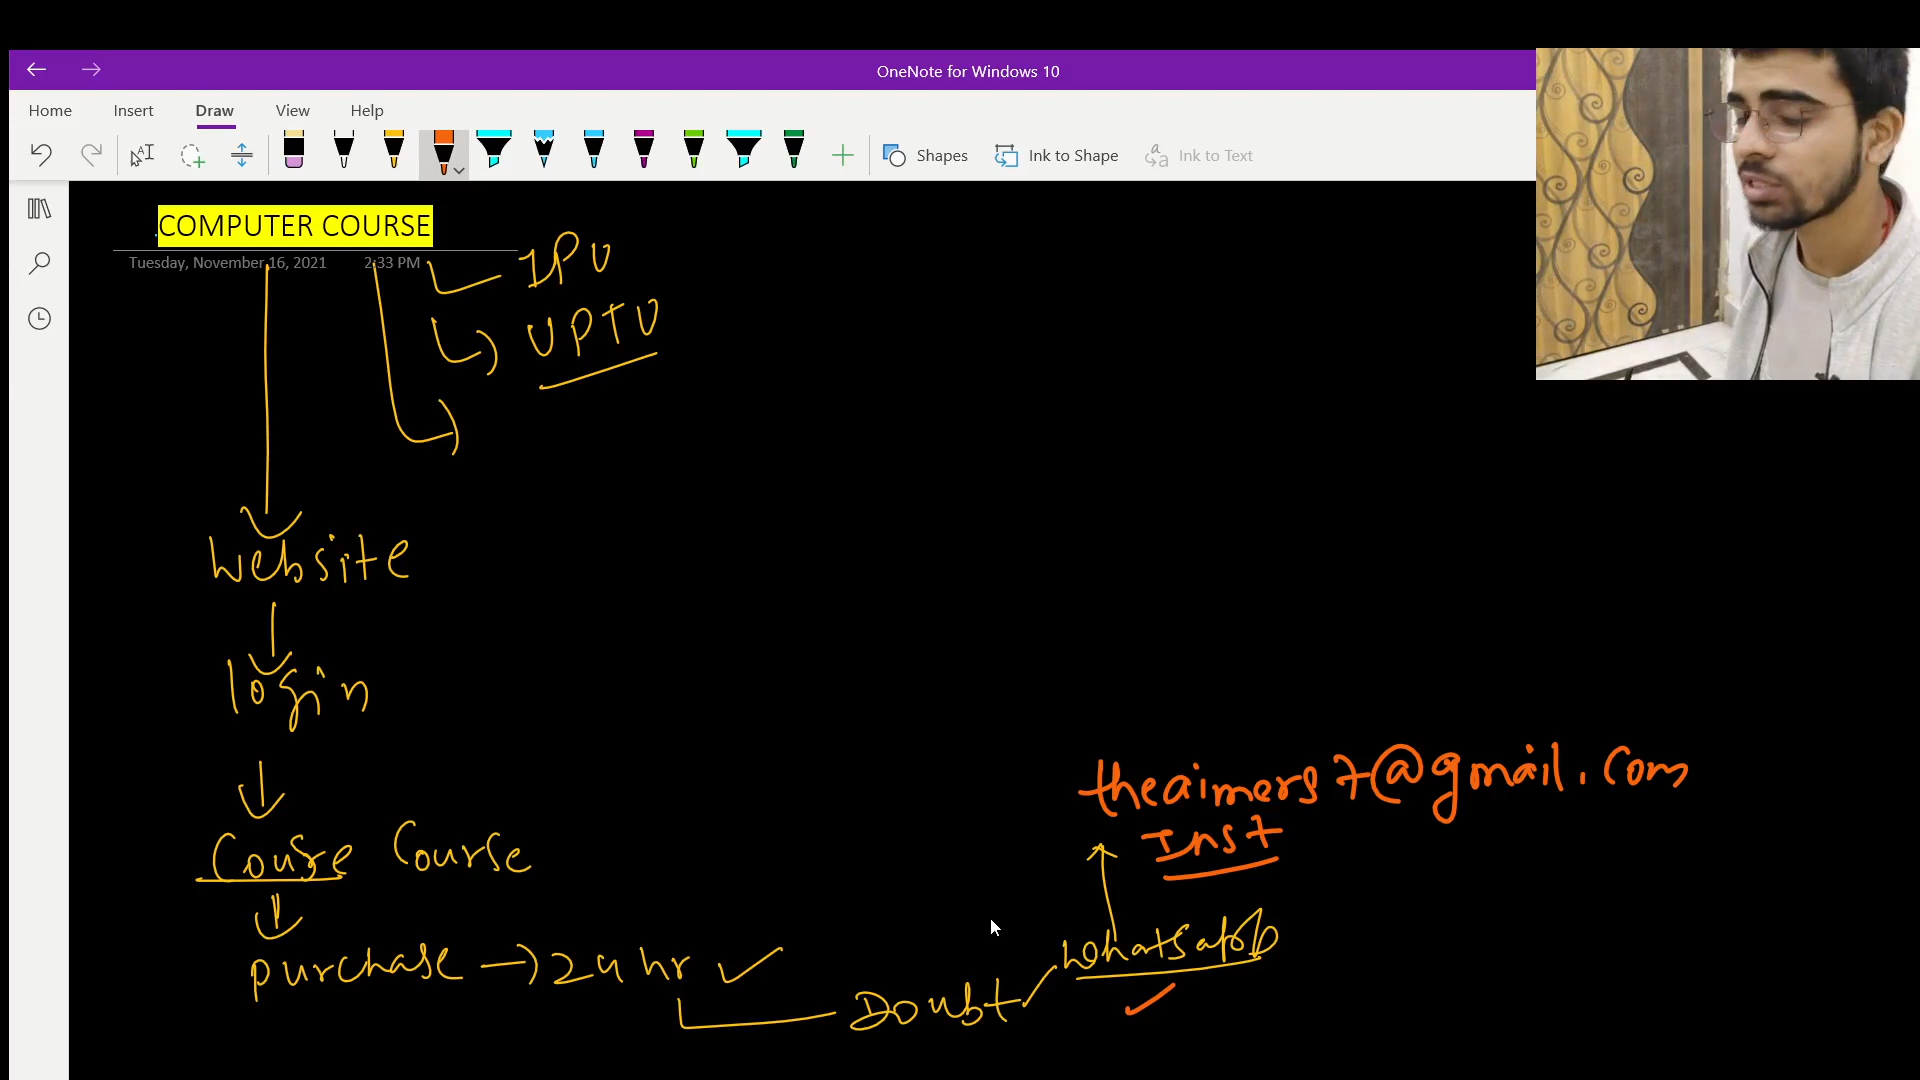 OneNote for Windows 10
Home Insert Draw View Help
Shapes Ink to Shape Ink to Text
COMPUTER COURSE
Tuesday, November 16, 2021 2:33 PM
IPU
UPTU
Website
login
Course Course
purchase → 24 hr ✓
Doubt
whatsapp
theaimers7@gmail.com
Inst